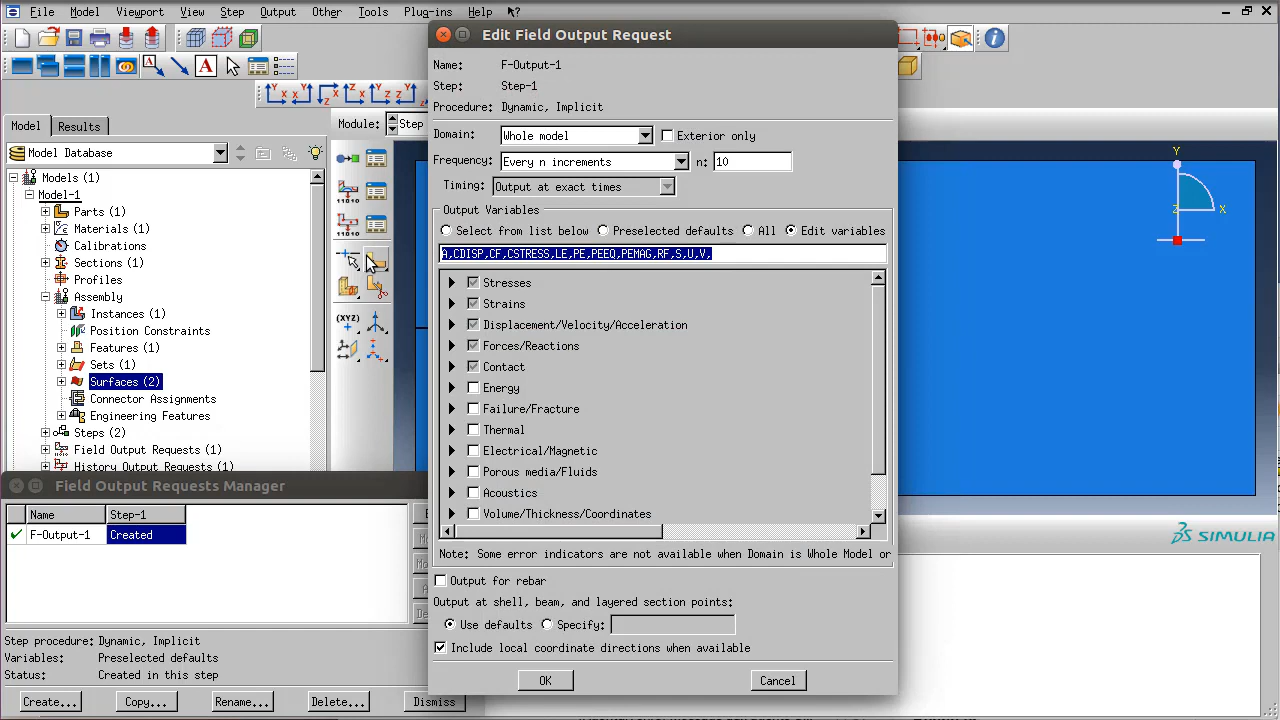 File Model Viewport View Step Output Other Tools Plug-ins Help
Edit Field Output Request
Name: F-Output-1
Step: Step-1
Procedure: Dynamic, Implicit
Domain: Whole model Exterior only
Frequency: Every n increments n: 10
Timing: Output at exact times
Output Variables
Select from list below Preselected defaults All Edit variables
A,CDISP,CF,CSTRESS,LE,PE,PEEQ,PEMAG,RF,S,U,V,
Stresses
Strains
Displacement/Velocity/Acceleration
Forces/Reactions
Contact
Energy
Failure/Fracture
Thermal
Electrical/Magnetic
Porous media/Fluids
Acoustics
Volume/Thickness/Coordinates
Note: Some error indicators are not available when Domain is Whole Model or
Output for rebar
Output at shell, beam, and layered section points:
Use defaults Specify:
Include local coordinate directions when available
OK Cancel
Model Results
Module: Step
Model Database
Models (1)
Model-1
Parts (1)
Materials (1)
Calibrations
Sections (1)
Profiles
Assembly
Instances (1)
Position Constraints
Features (1)
Sets (1)
Surfaces (2)
Connector Assignments
Engineering Features
Steps (2)
Field Output Requests (1)
History Output Requests (1)
Field Output Requests Manager
Name Step-1
F-Output-1 Created
Step procedure: Dynamic, Implicit
Variables: Preselected defaults
Status: Created in this step
Create... Copy... Rename... Delete... Dismiss
Y
Z X
SIMULIA